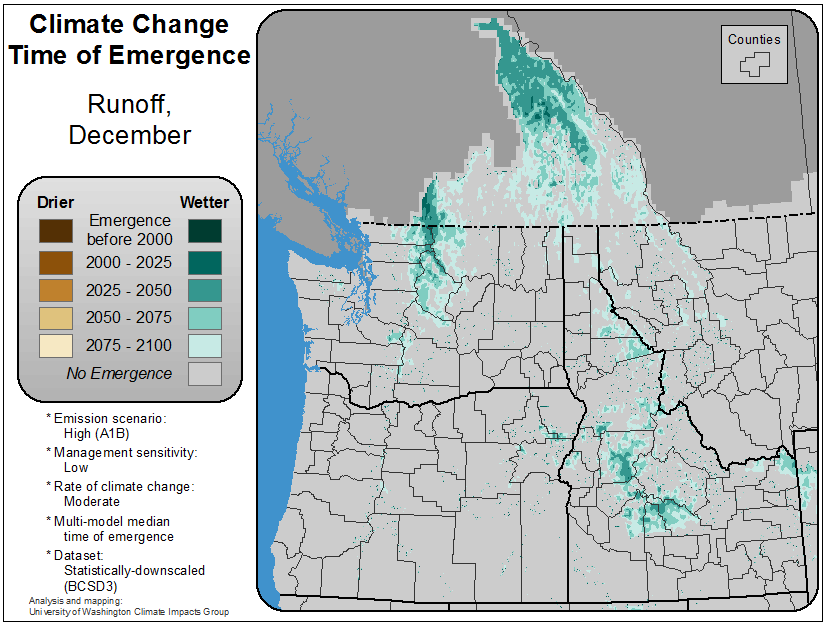 Climate Change
Time of Emergence
Runoff,
December
Counties
Drier
Wetter
Emergence
before 2000
2000 - 2025
2025 - 2050
2050 - 2075
2075 - 2100
No Emergence
* Emission scenario:
High (A1B)
* Management sensitivity:
Low
* Rate of climate change:
Moderate
* Multi-model median
time of emergence
* Dataset:
Statistically-downscaled
(BCSD3)
Analysis and mapping:
University of Washington Climate Impacts Group